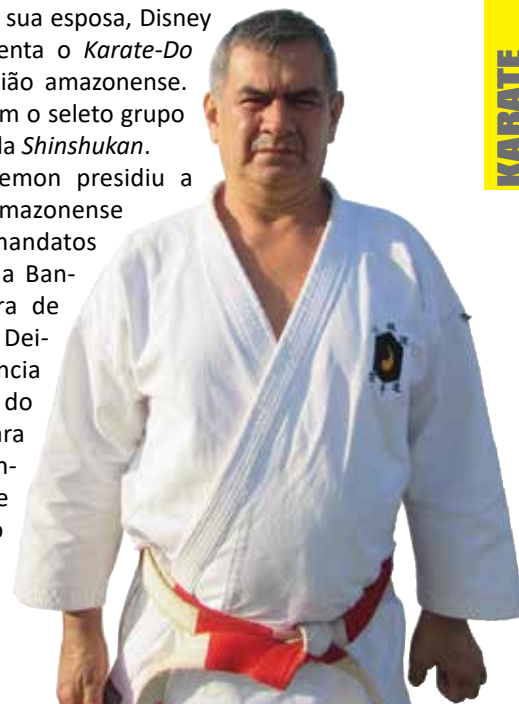 sua esposa, Disney
enta o Karate-Do
ião amazonense.
m o seleto grupo
la Shinshukan.
emon presidiu a
mazonense
mandatos
a Ban-
ra de
Dei-
ncia
do
ara
n-
e
o
KARATE